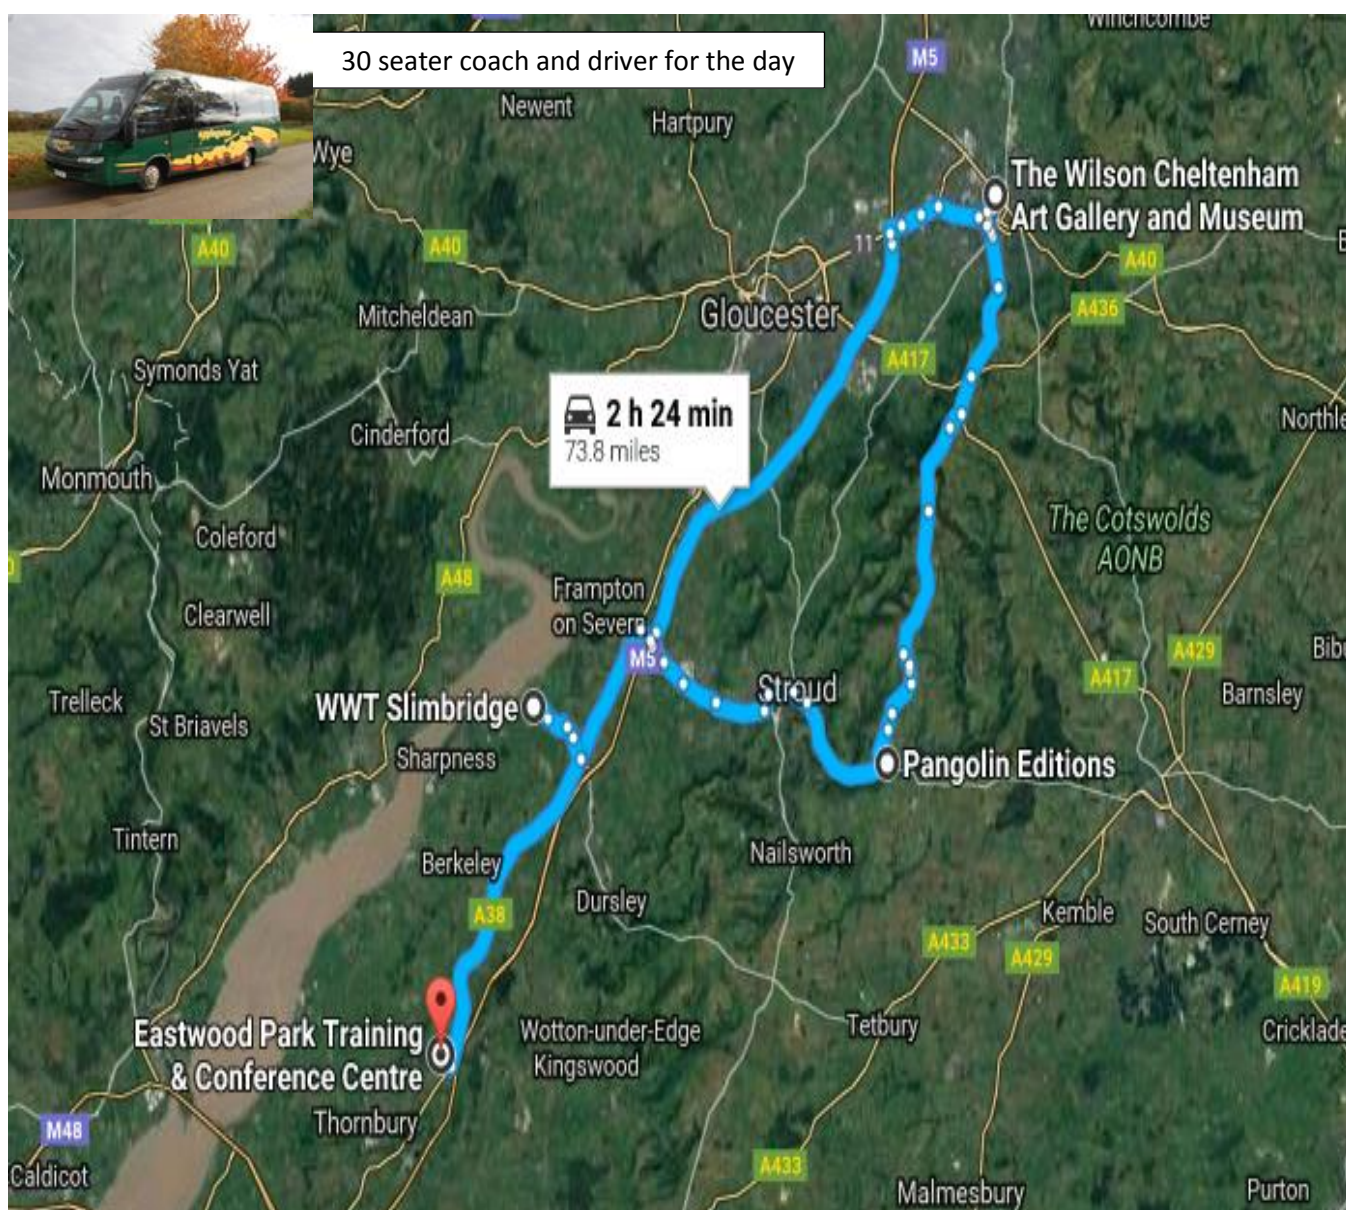 Winchcombe
30 seater coach and driver for the day
M5
Newent
Hartpury
Wye
The Wilson Cheltenham
Art Gallery and Museum
A40
A40
11
A40
Gloucester
A436
Mitcheldean
A417
Symonds Yat
2 h 24 min
73.8 miles
Cinderford
Northle
Monmouth
The Cotswolds
AONB
Coleford
A48
Frampton
on Severn
Clearwell
M5
A429
Bibu
A417
Stroud
Barnsley
Trelleck
WWT Slimbridge
St Briavels
Sharpness
Pangolin Editions
Tintern
Berkeley
Nailsworth
Dursley
A38
Kemble
South Cerney
A433
A429
A419
Eastwood Park Training
& Conference Centre
Wotton-under-Edge
Kingswood
Tetbury
Cricklade
Thornbury
M48
Caldicot
A433
Malmesbury
Purton